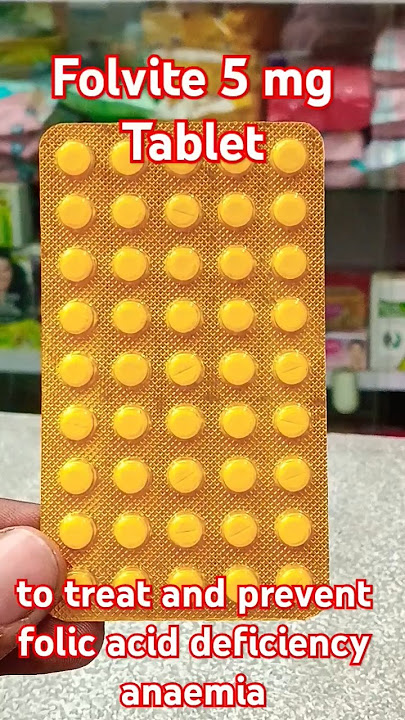 Folvite 5 mg
Tablet
to treat and prevent
folic acid deficiency
anaemia